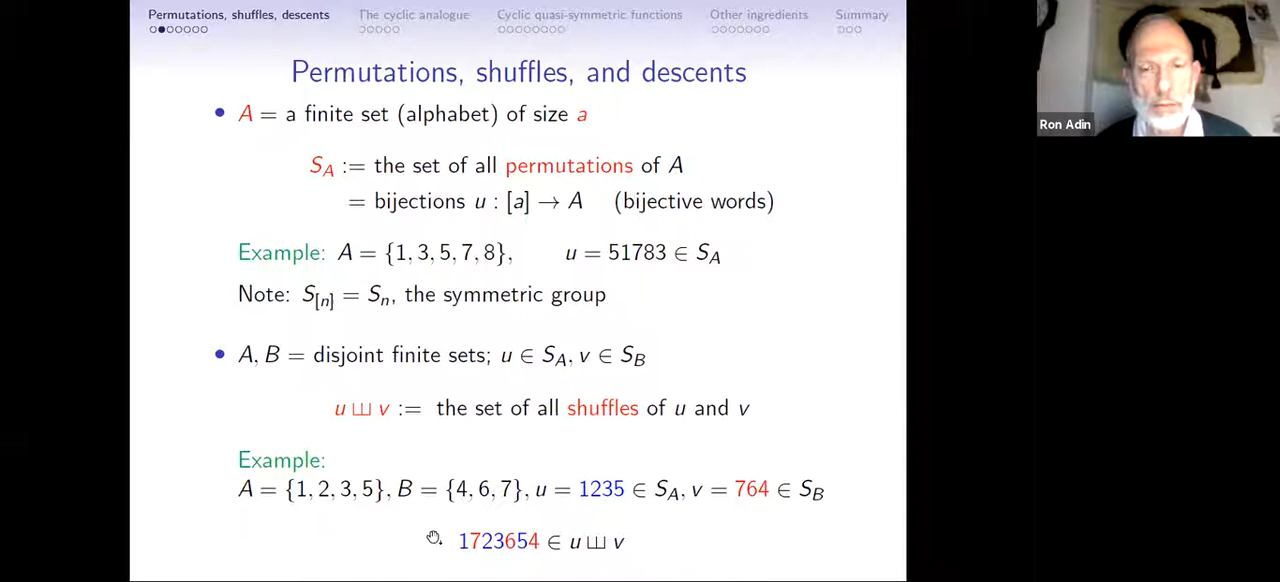 Permutations, shuffles, descents The cyclic analogue Cyclic quasi-symmetric functions Other ingredients Summary
Permutations, shuffles, and descents
• A = a finite set (alphabet) of size a
S_A := the set of all permutations of A
= bijections u : [a] → A (bijective words)
Example: A = {1, 3, 5, 7, 8}, u = 51783 ∈ S_A
Note: S_[n] = S_n, the symmetric group
• A, B = disjoint finite sets; u ∈ S_A, v ∈ S_B
u ⧢ v := the set of all shuffles of u and v
Example:
A = {1, 2, 3, 5}, B = {4, 6, 7}, u = 1235 ∈ S_A, v = 764 ∈ S_B
1723654 ∈ u ⧢ v
Ron Adin